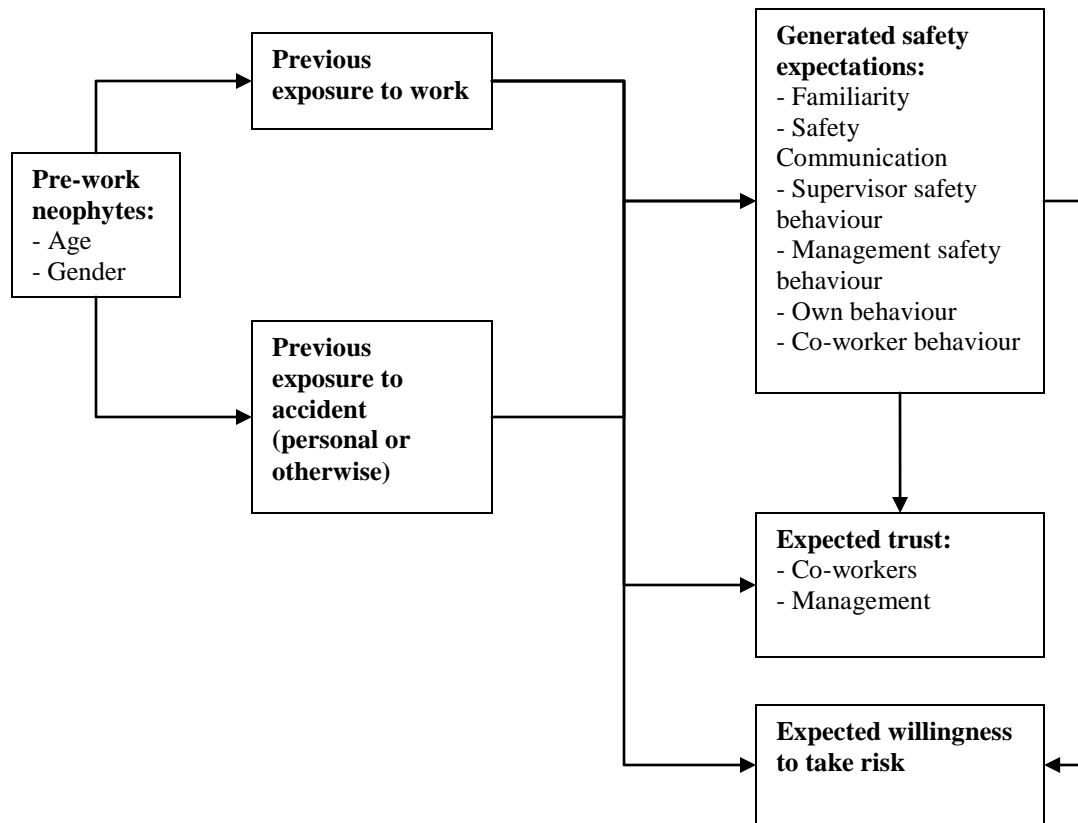 Pre-work
neophytes:
- Age
- Gender
Previous
exposure to work
Previous
exposure to
accident
(personal or
otherwise)
Generated safety
expectations:
- Familiarity
- Safety
Communication
- Supervisor safety
behaviour
- Management safety
behaviour
- Own behaviour
- Co-worker behaviour
Expected trust:
- Co-workers
- Management
Expected willingness
to take risk